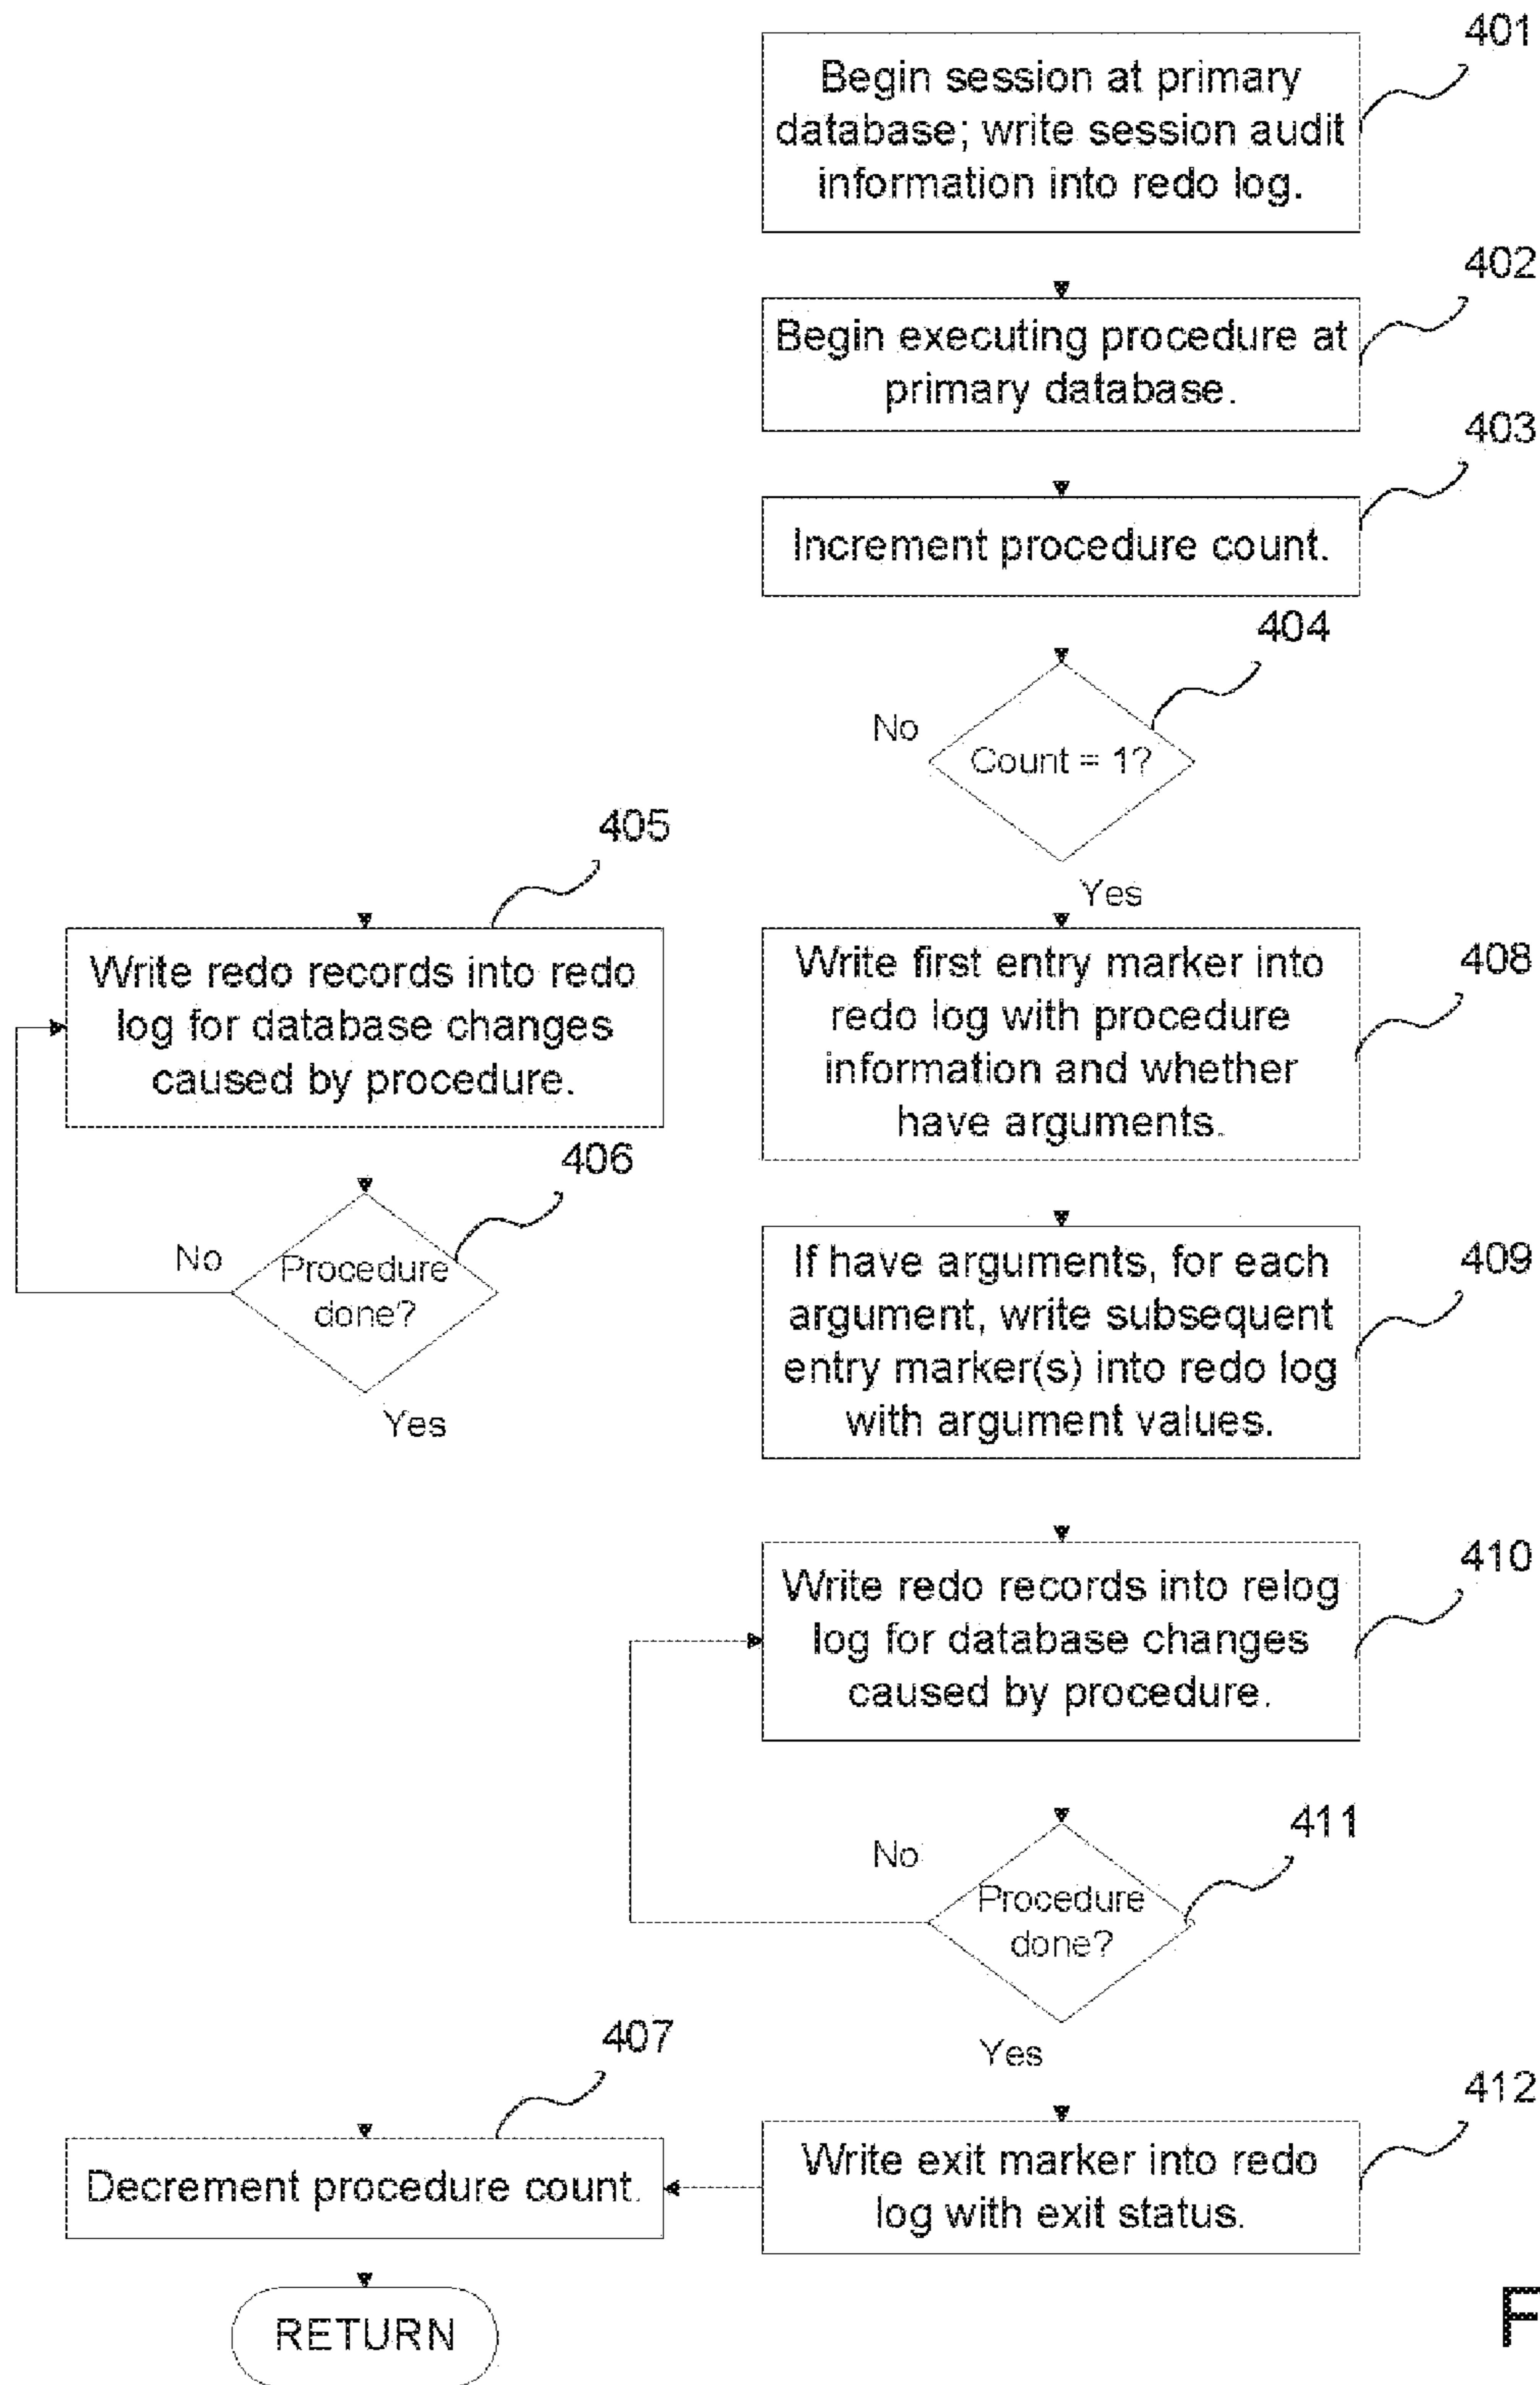 401
Begin session at primary
database; write session audit
information into redo log.
402
Begin executing procedure at
primary database.
403
Increment procedure count.
404
No
Count = 1?
Yes
405
Write redo records into redo
log for database changes
caused by procedure.
406
No
Procedure
done?
Yes
408
Write first entry marker into
redo log with procedure
information and whether
have arguments.
409
If have arguments, for each
argument, write subsequent
entry marker(s) into redo log
with argument values.
410
Write redo records into relog
log for database changes
caused by procedure.
411
No
Procedure
done?
Yes
407
Decrement procedure count.
412
Write exit marker into redo
log with exit status.
RETURN
F